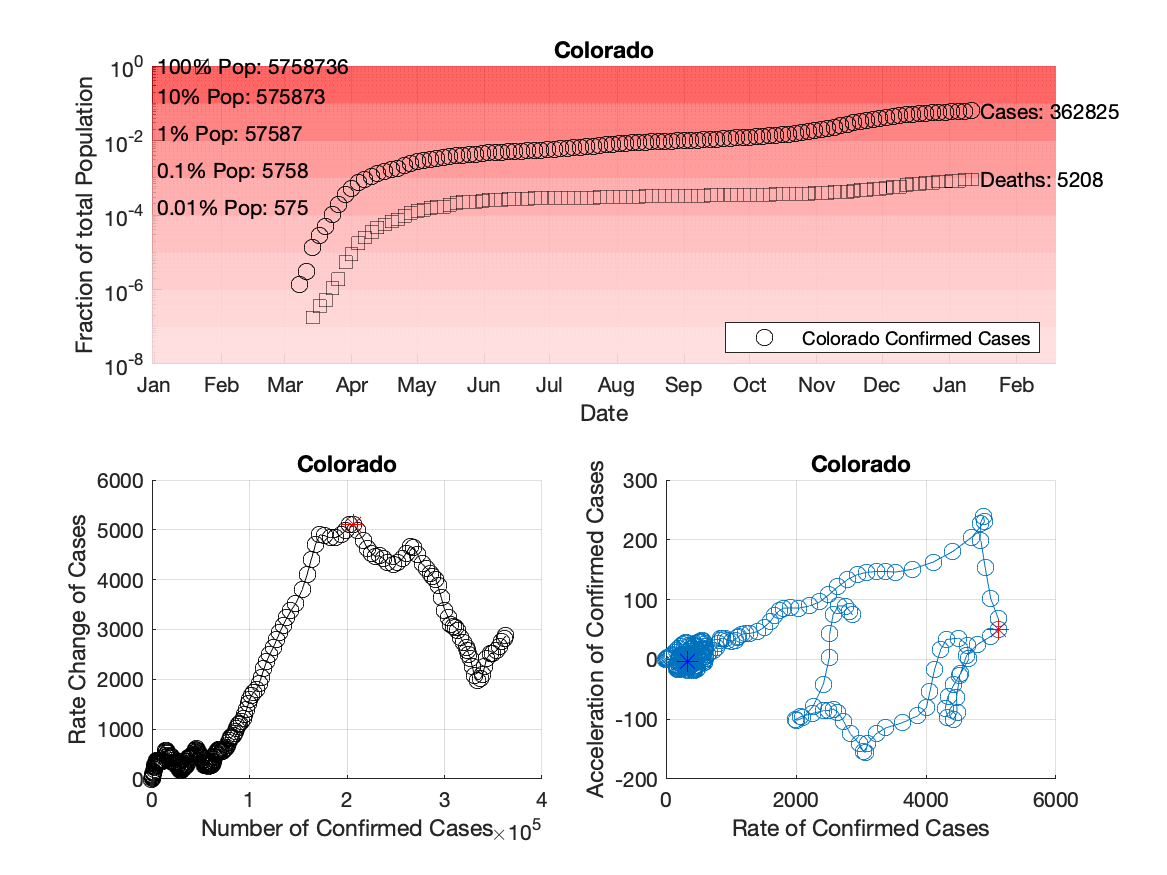 Colorado
10^0
100% Pop: 5758736
10% Pop: 575873
Cases: 362825
10^-2
1% Pop: 57587
0.1% Pop: 5758
Deaths: 5208
10^-4
0.01% Pop: 575
10^-6
10^-8
Fraction of total Population
Colorado Confirmed Cases
Jan Feb Mar Apr May Jun Jul Aug Sep Oct Nov Dec Jan Feb
Date
Colorado
6000
5000
4000
3000
2000
1000
0
Rate Change of Cases
0 1 2 3 4
Number of Confirmed Cases
×10^5
Colorado
300
200
100
0
-100
-200
Acceleration of Confirmed Cases
0 2000 4000 6000
Rate of Confirmed Cases